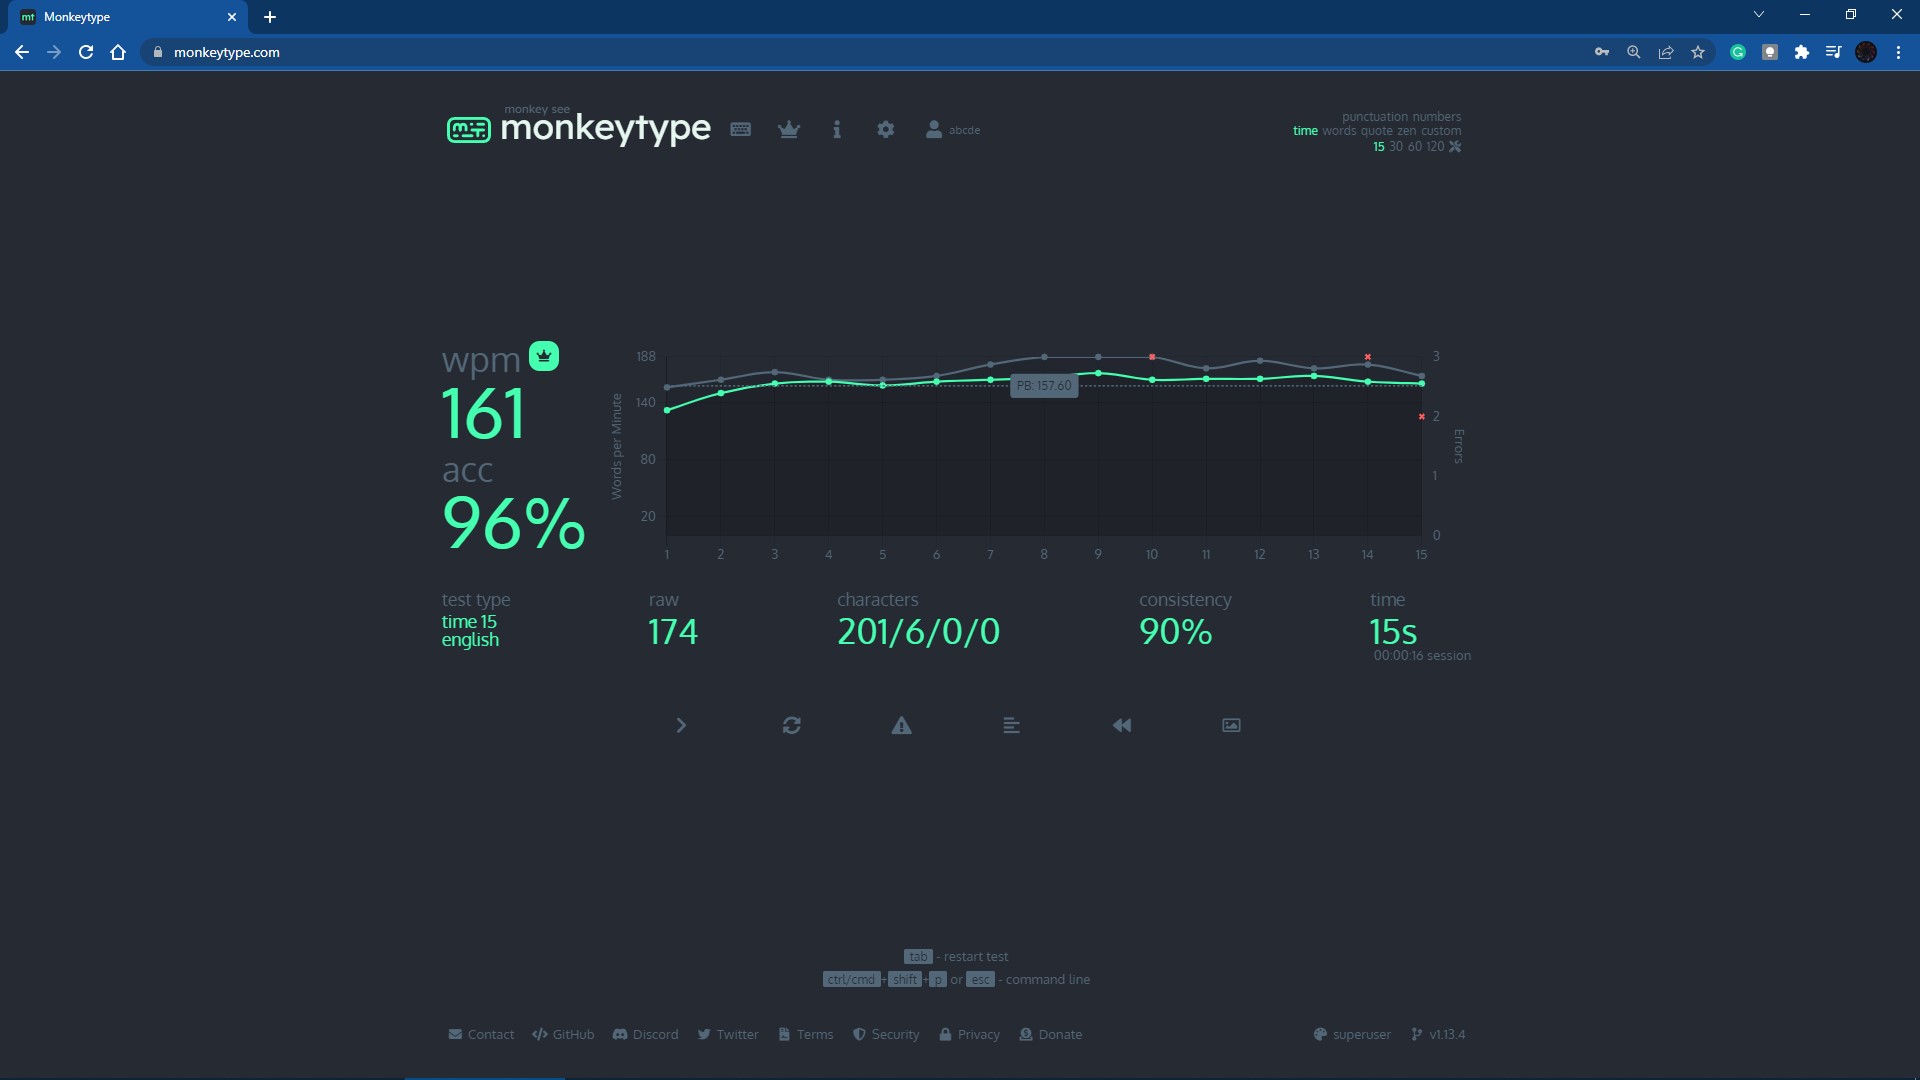 Monkeytype
monkeytype.com
monkey see
monkeytype
abcde
punctuation numbers
time words quote zen custom
15 30 60 120
wpm
161
acc
96%
Words per Minute
188
140
80
20
PB: 157.60
3
2
1
0
Errors
1 2 3 4 5 6 7 8 9 10 11 12 13 14 15
test type
time 15
english
raw
174
characters
201/6/0/0
consistency
90%
time
15s
00:00:16 session
tab - restart test
ctrl/cmd+shift+p or esc - command line
Contact GitHub Discord Twitter Terms Security Privacy Donate superuser v1.13.4